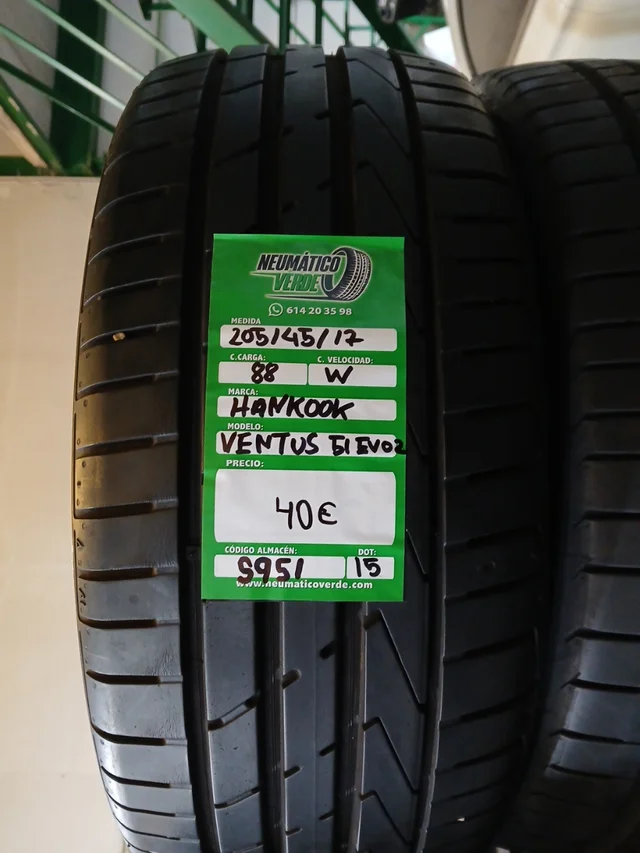 NEUMÁTICO
VERDE
614 20 35 98
MEDIDA
205/45/17
C.CARGA: C. VELOCIDAD:
88 W
MARCA:
HANKOOK
MODELO:
VENTUS S1 EVO2
PRECIO:
40€
CÓDIGO ALMACÉN: DOT:
S951 15
www.neumaticoverde.com